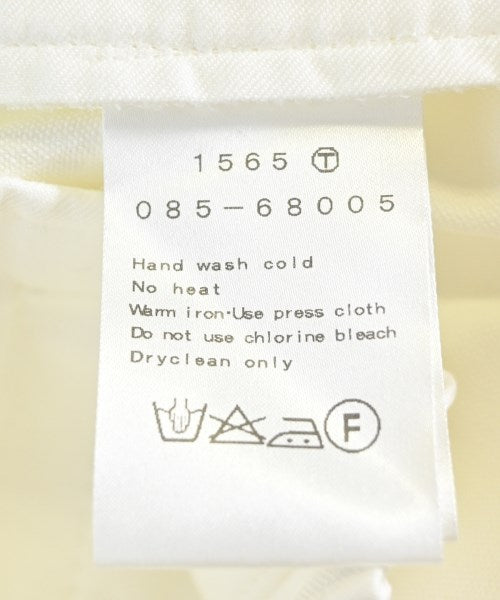 1565 Ⓣ
085-68005
Hand wash cold
No heat
Warm iron·Use press cloth
Do not use chlorine bleach
Dryclean only
F